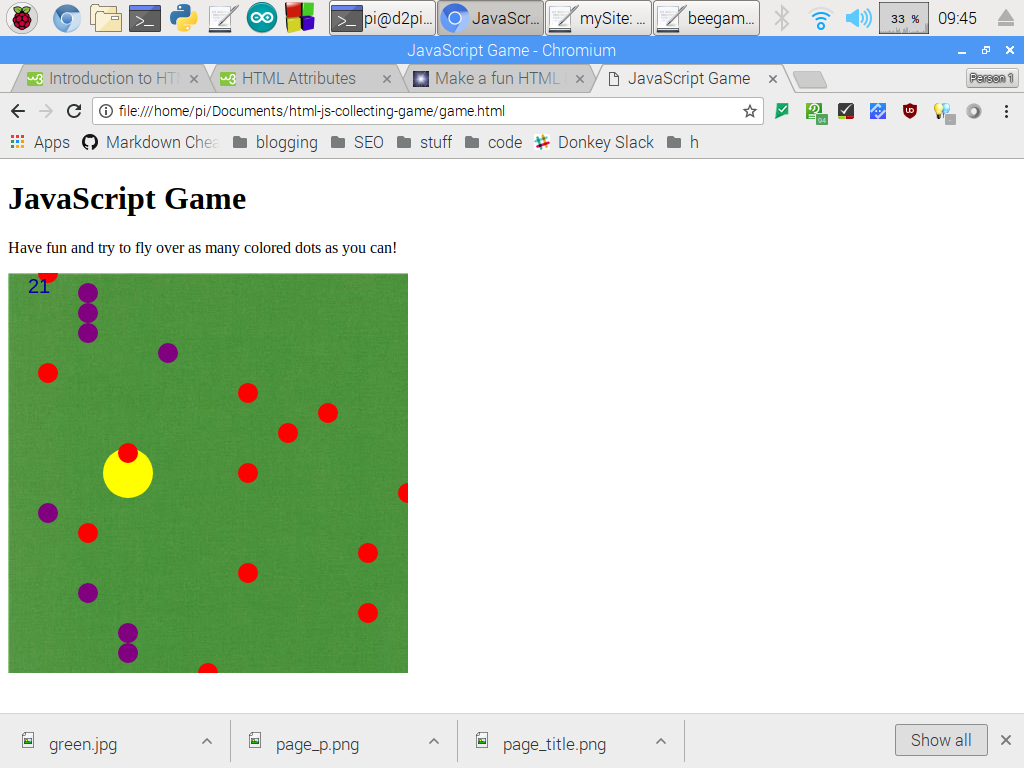 pi@d2pi...
JavaScr...
mySite: ...
beegam...
33 %
09:45
JavaScript Game - Chromium
Introduction to HT
HTML Attributes
Make a fun HTML
JavaScript Game
Person 1
file:///home/pi/Documents/html-js-collecting-game/game.html
Apps
Markdown Chea
blogging
SEO
stuff
code
Donkey Slack
h
JavaScript Game
Have fun and try to fly over as many colored dots as you can!
21
green.jpg
page_p.png
page_title.png
Show all